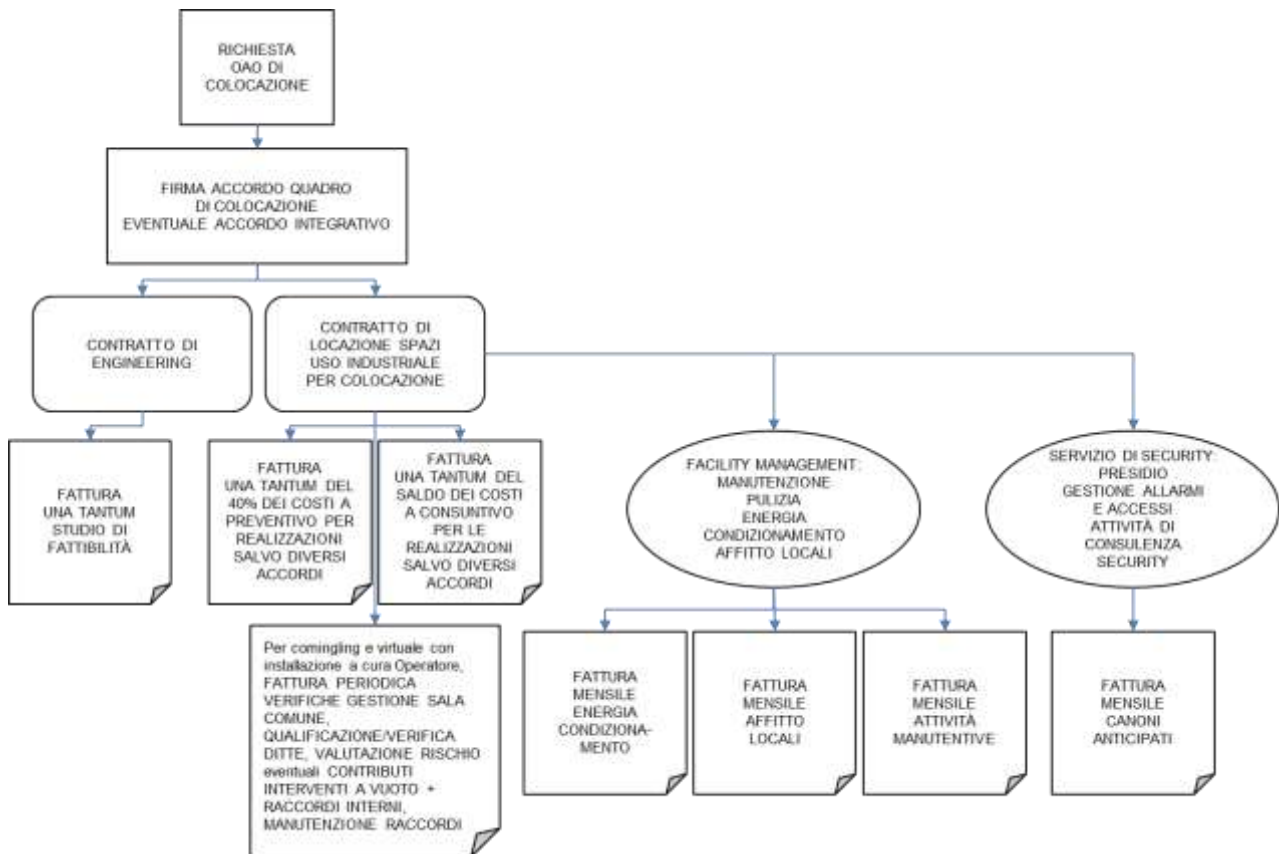 RICHIESTA
OAO DI
COLOCAZIONE
FIRMA ACCORDO QUADRO
DI COLOCAZIONE
EVENTUALE ACCORDO INTEGRATIVO
CONTRATTO DI
ENGINEERING
CONTRATTO DI
LOCAZIONE SPAZI
USO INDUSTRIALE
PER COLOCAZIONE
FATTURA
UNA TANTUM
STUDIO DI
FATTIBILITÀ
FATTURA
UNA TANTUM DEL
40% DEI COSTI A
PREVENTIVO PER
REALIZZAZIONI
SALVO DIVERSI
ACCORDI
FATTURA
UNA TANTUM DEL
SALDO DEI COSTI
A CONSUNTIVO
PER LE
REALIZZAZIONI
SALVO DIVERSI
ACCORDI
FACILITY MANAGEMENT:
MANUTENZIONE
PULIZIA
ENERGIA
CONDIZIONAMENTO
AFFITTO LOCALI
SERVIZIO DI SECURITY:
PRESIDIO
GESTIONE ALLARMI
E ACCESSI
ATTIVITÀ DI
CONSULENZA
SECURITY
Per comingling e virtuale con
installazione a cura Operatore,
FATTURA PERIODICA
VERIFICHE GESTIONE SALA
COMUNE,
QUALIFICAZIONE/VERIFICA
DITTE, VALUTAZIONE RISCHIO
eventuali CONTRIBUTI
INTERVENTI A VUOTO +
RACCORDI INTERNI,
MANUTENZIONE RACCORDI
FATTURA
MENSILE
ENERGIA
CONDIZIONA-
MENTO
FATTURA
MENSILE
AFFITTO
LOCALI
FATTURA
MENSILE
ATTIVITÀ
MANUTENTIVE
FATTURA
MENSILE
CANONI
ANTICIPATI